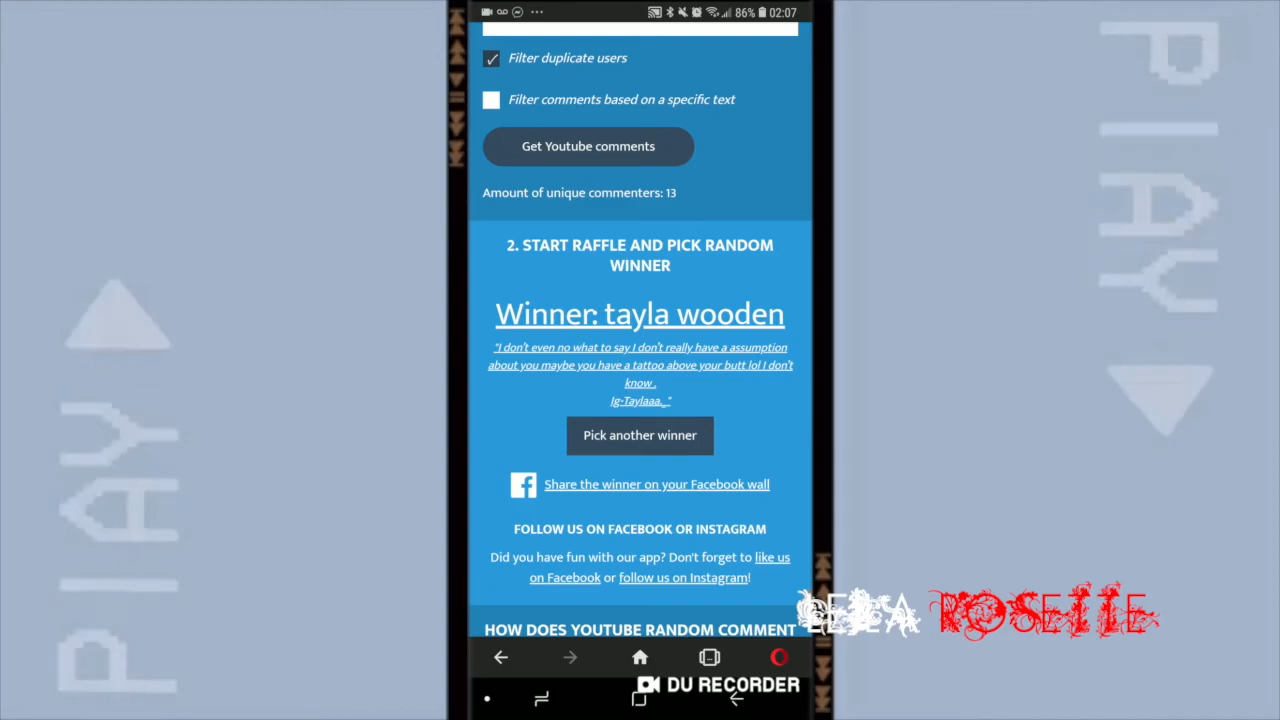 86% 02:07
Filter duplicate users
Filter comments based on a specific text
Get Youtube comments
Amount of unique commenters: 13
2. START RAFFLE AND PICK RANDOM
WINNER
Winner: tayla wooden
"I don't even no what to say I don't really have a assumption
about you maybe you have a tattoo above your butt lol I don't
know .
Ig-Taylaaa._"
Pick another winner
Share the winner on your Facebook wall
FOLLOW US ON FACEBOOK OR INSTAGRAM
Did you have fun with our app? Don't forget to like us
on Facebook or follow us on Instagram!
HOW DOES YOUTUBE RANDOM COMMENT
DU RECORDER
PLAY
PLAY
ROSETTE